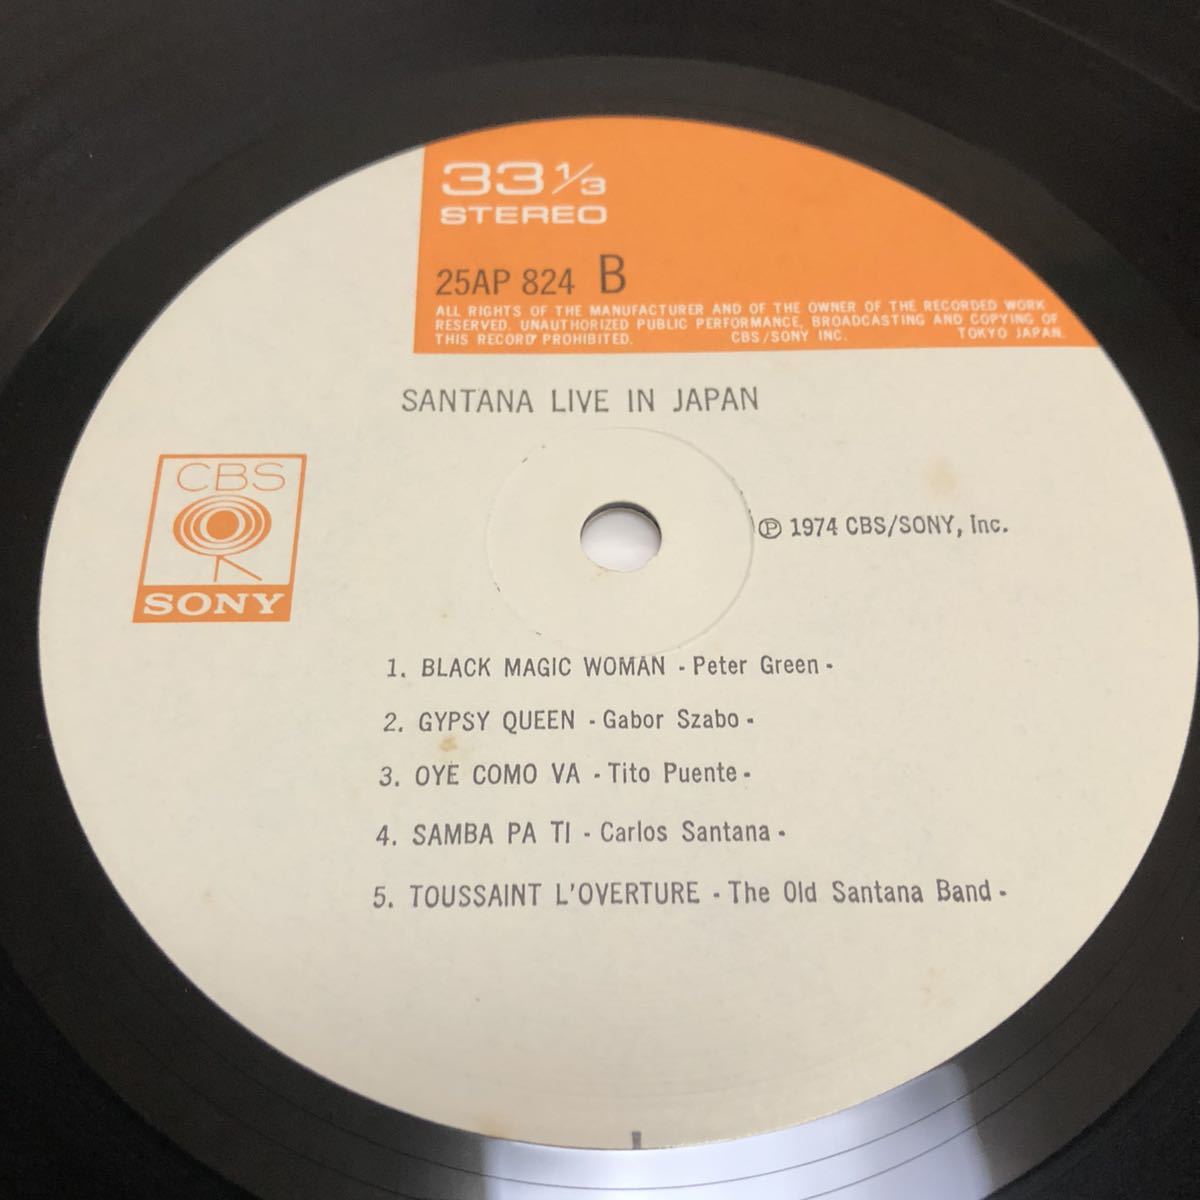 33 1/3
STEREO
25AP 824 B
ALL RIGHTS OF THE MANUFACTURER AND OF THE OWNER OF THE RECORDED WORK
RESERVED. UNAUTHORIZED PUBLIC PERFORMANCE, BROADCASTING AND COPYING OF
THIS RECORD PROHIBITED. CBS/SONY INC. TOKYO JAPAN.
SANTANA LIVE IN JAPAN
CBS
SONY
Ⓟ 1974 CBS/SONY, Inc.
1. BLACK MAGIC WOMAN - Peter Green -
2. GYPSY QUEEN - Gabor Szabo -
3. OYE COMO VA - Tito Puente -
4. SAMBA PA TI - Carlos Santana -
5. TOUSSAINT L'OVERTURE - The Old Santana Band -